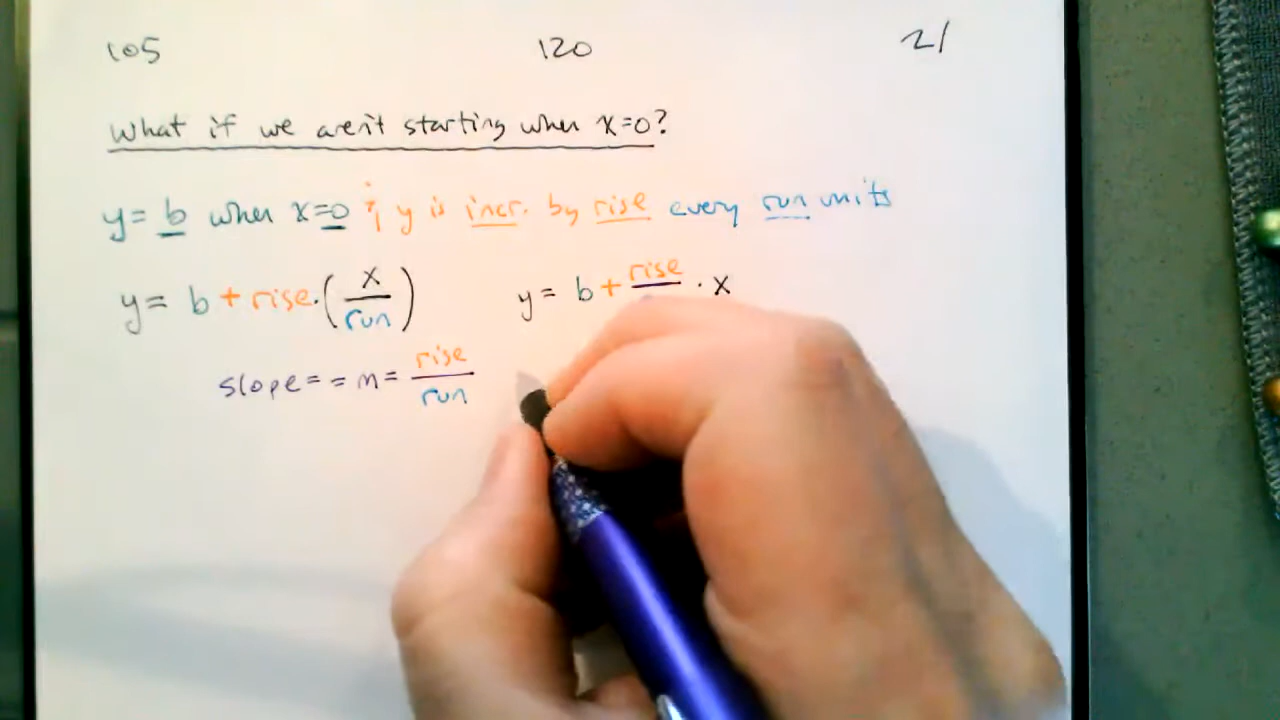 105 120 21
What if we aren't starting when x=0?
y= b when x=0 ; y is incr. by rise every run units
y= b + rise·(x/run) y= b + rise · x
slope= = m= rise/run